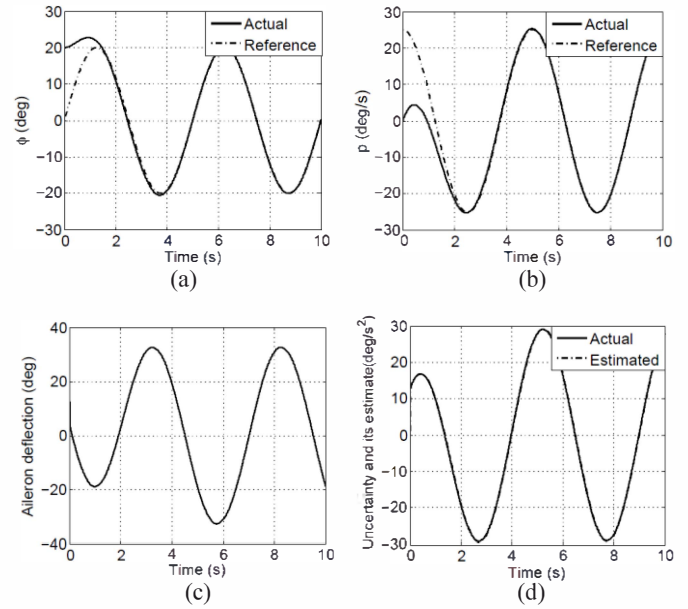 30
20
10
0
−10
−20
−30
0 2 4 6 8 10
ϕ (deg)
Time (s)
Actual
Reference
(a)
30
20
10
0
−10
−20
−30
0 2 4 6 8 10
p (deg/s)
Time (s)
Actual
Reference
(b)
40
20
0
−20
−40
0 2 4 6 8 10
Aileron deflection (deg)
Time (s)
(c)
30
20
10
0
−10
−20
−30
0 2 4 6 8 10
Uncertainty and its estimate(deg/s²)
Time (s)
Actual
Estimated
(d)